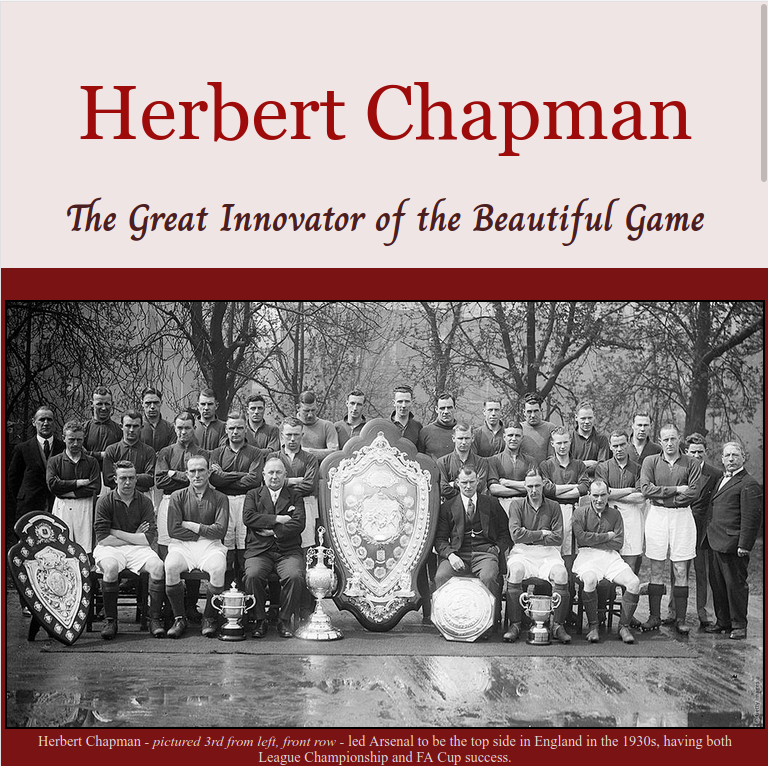 Herbert Chapman
The Great Innovator of the Beautiful Game
Herbert Chapman - pictured 3rd from left, front row - led Arsenal to be the top side in England in the 1930s, having both
League Championship and FA Cup success.